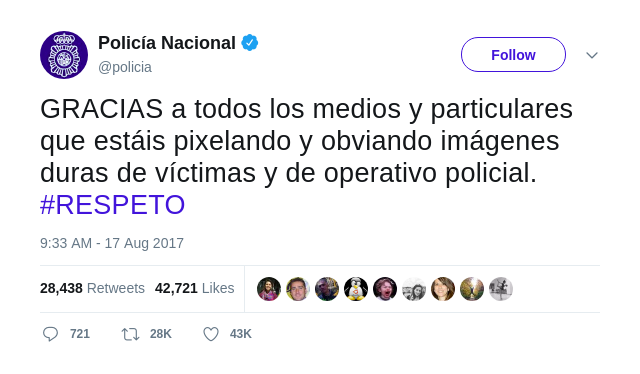 Policía Nacional
@policia
Follow
GRACIAS a todos los medios y particulares
que estáis pixelando y obviando imágenes
duras de víctimas y de operativo policial.
#RESPETO
9:33 AM - 17 Aug 2017
28,438 Retweets 42,721 Likes
721 28K 43K